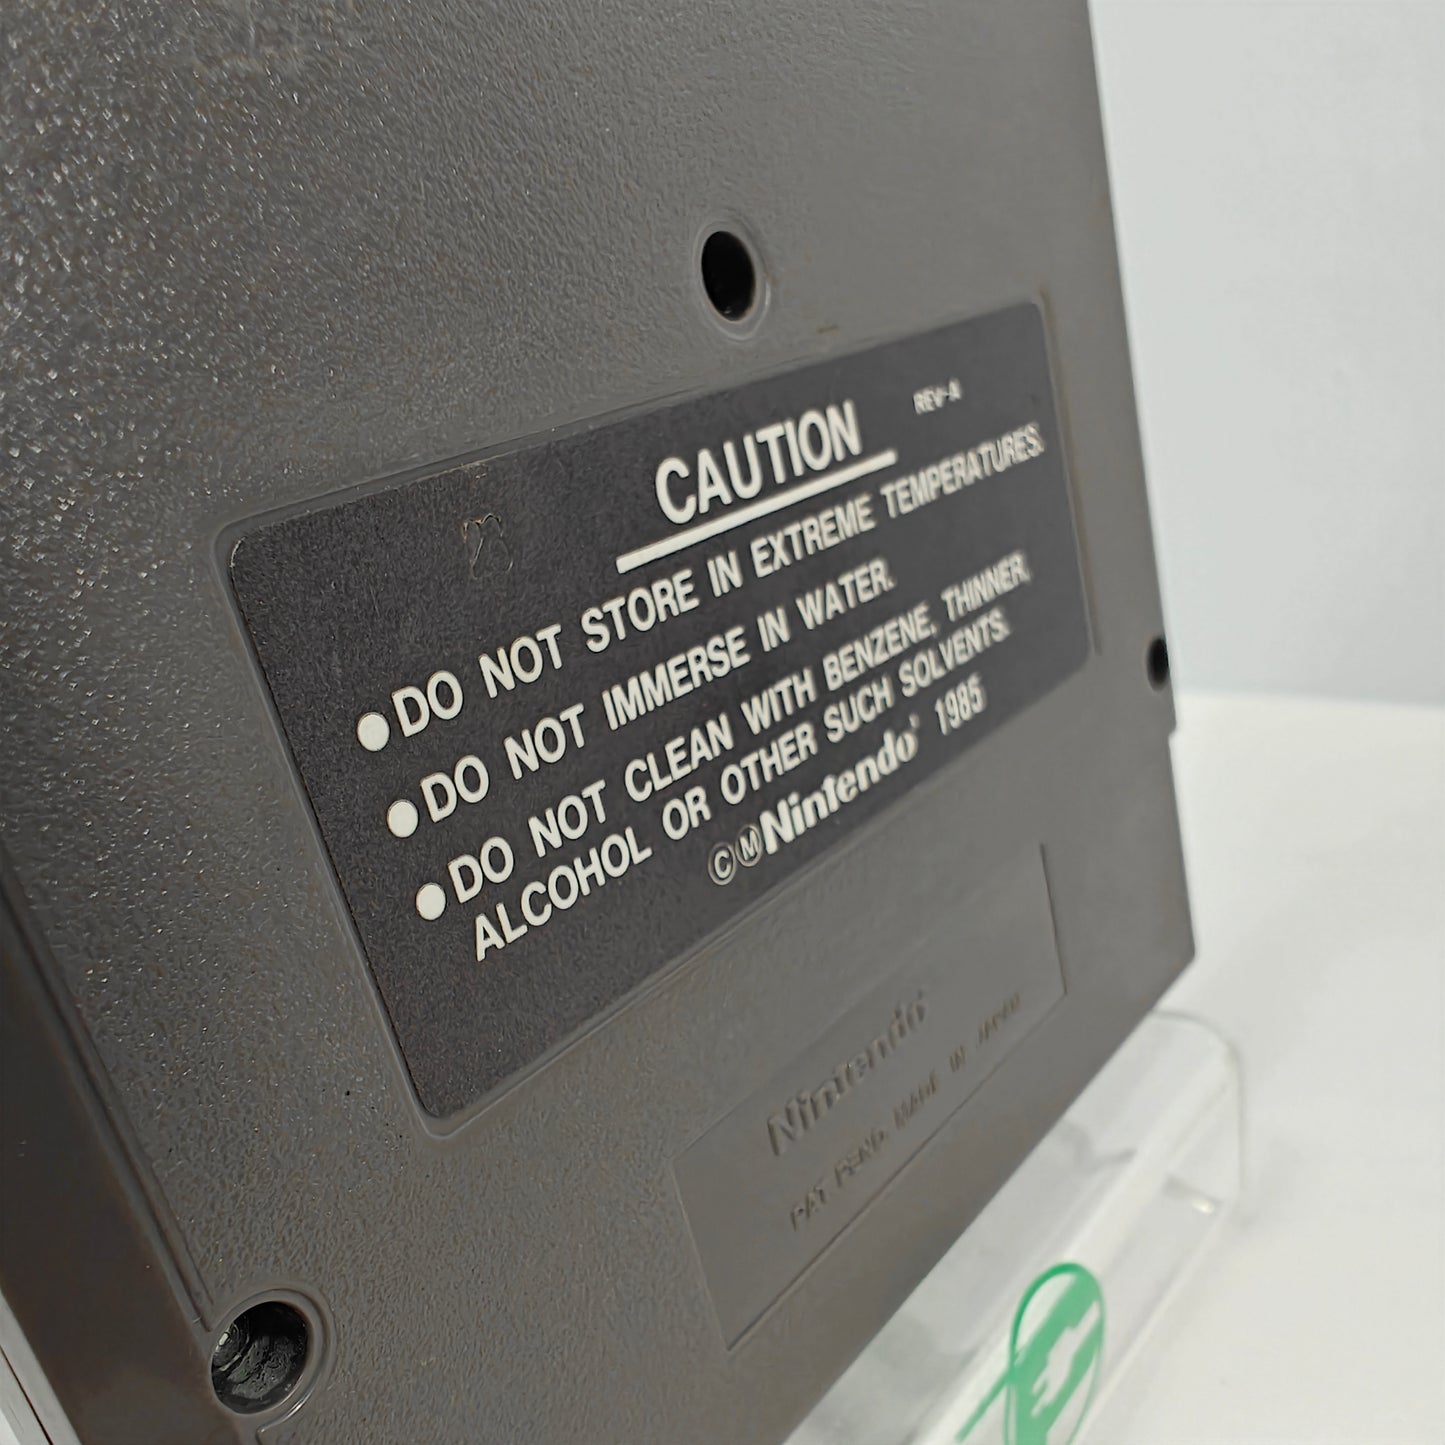 CAUTION REV-A
●DO NOT STORE IN EXTREME TEMPERATURES.
●DO NOT IMMERSE IN WATER.
●DO NOT CLEAN WITH BENZENE, THINNER,
ALCOHOL OR OTHER SUCH SOLVENTS.
ⒸⓂNintendo® 1985
Nintendo®
PAT. PEND. MADE IN JAPAN